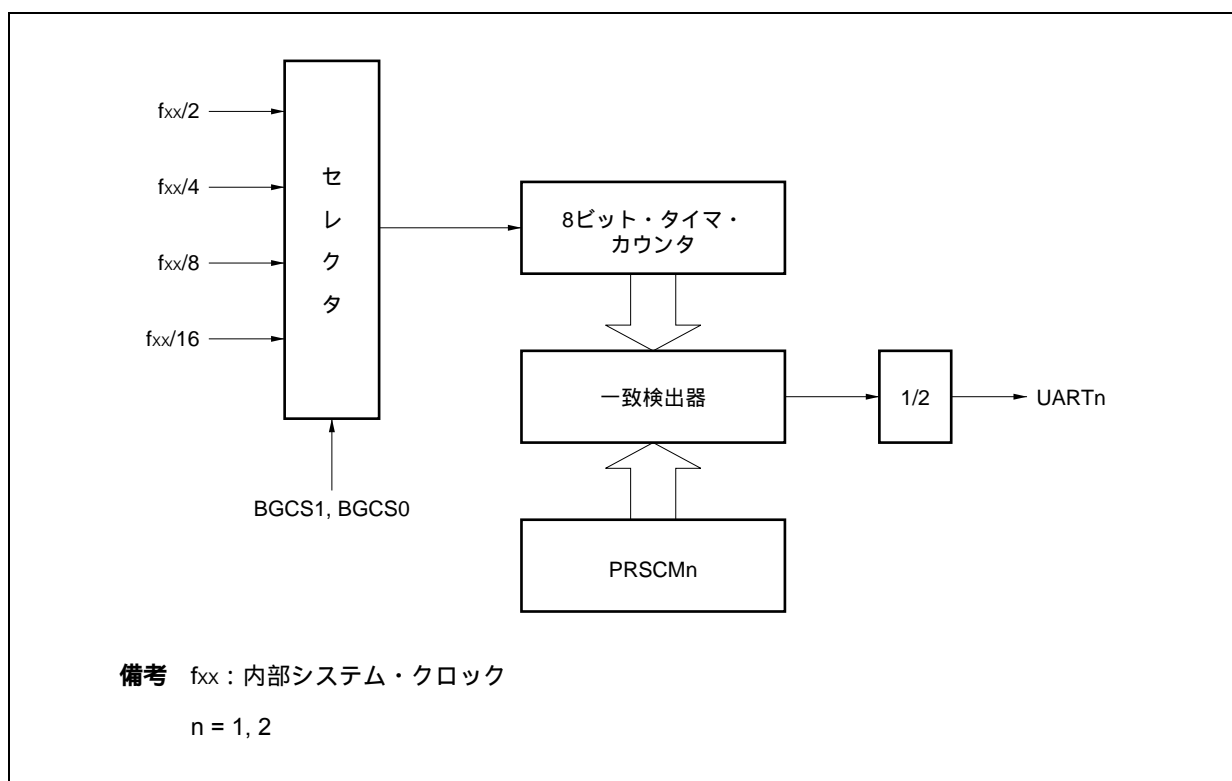 fxx/2
fxx/4
fxx/8
fxx/16
セレクタ
BGCS1, BGCS0
8ビット・タイマ・
カウンタ
一致検出器
PRSCMn
1/2
UARTn
備考 fxx：内部システム・クロック
n = 1, 2